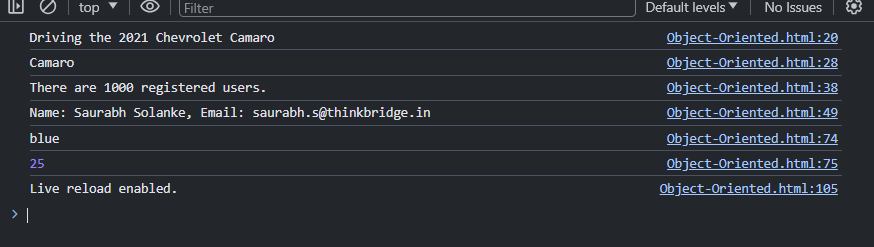 top ▼ Filter Default levels ▼ No Issues
Driving the 2021 Chevrolet Camaro Object-Oriented.html:20
Camaro Object-Oriented.html:28
There are 1000 registered users. Object-Oriented.html:38
Name: Saurabh Solanke, Email: saurabh.s@thinkbridge.in Object-Oriented.html:49
blue Object-Oriented.html:74
25 Object-Oriented.html:75
Live reload enabled. Object-Oriented.html:105
>